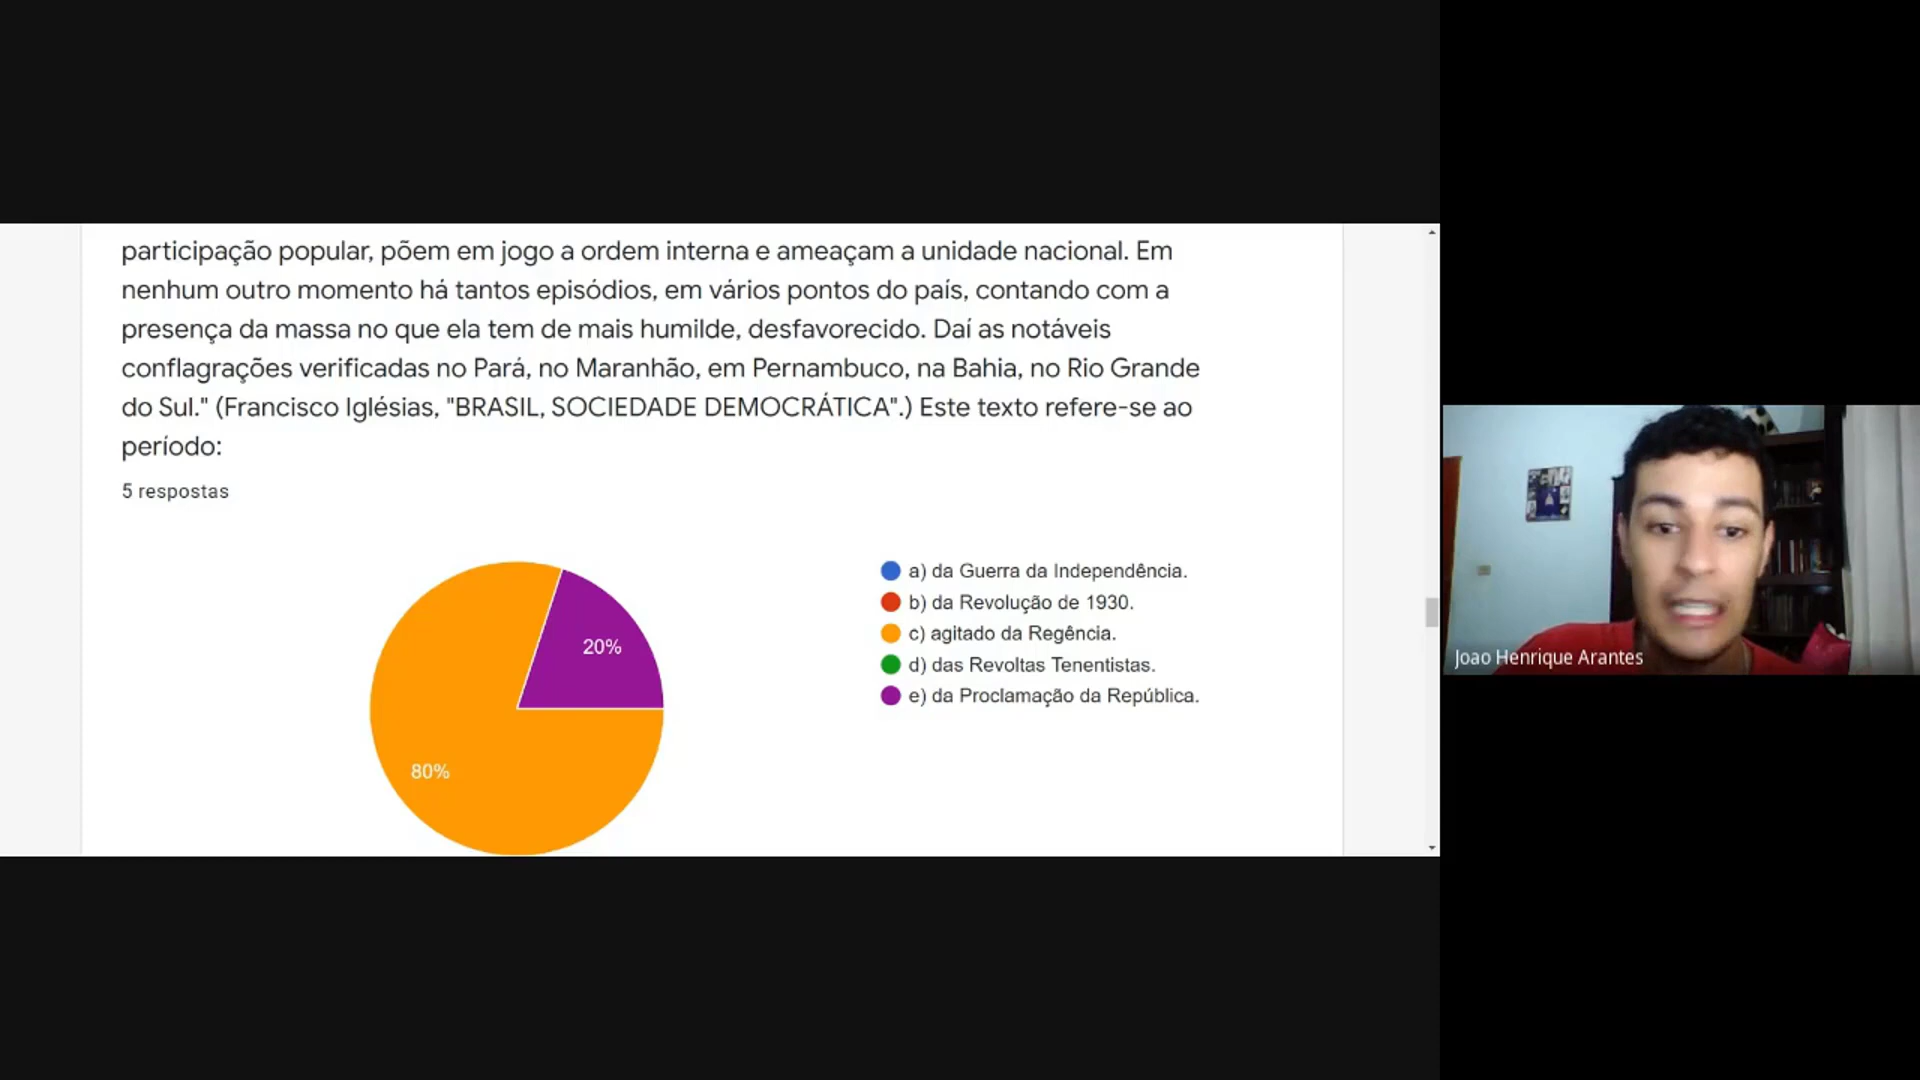 participação popular, põem em jogo a ordem interna e ameaçam a unidade nacional. Em
nenhum outro momento há tantos episódios, em vários pontos do país, contando com a
presença da massa no que ela tem de mais humilde, desfavorecido. Daí as notáveis
conflagrações verificadas no Pará, no Maranhão, em Pernambuco, na Bahia, no Rio Grande
do Sul." (Francisco Iglésias, "BRASIL, SOCIEDADE DEMOCRÁTICA".) Este texto refere-se ao
período:
5 respostas
20%
80%
a) da Guerra da Independência.
b) da Revolução de 1930.
c) agitado da Regência.
d) das Revoltas Tenentistas.
e) da Proclamação da República.
Joao Henrique Arantes